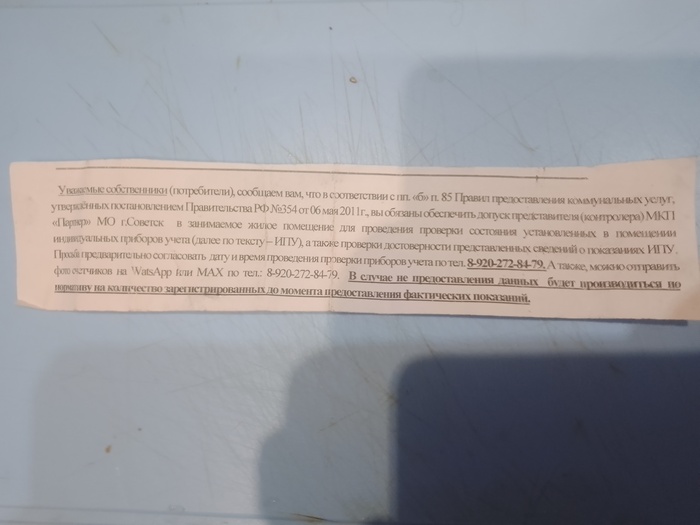 Уважаемые собственники (потребители), сообщаем вам, что в соответствии с пп. «б» п. 85 Правил предоставления коммунальных услуг,
утверждённых постановлением Правительства РФ №354 от 06 мая 2011г., вы обязаны обеспечить допуск представителя (контролера) МКП
«Партнер» МО г.Советск в занимаемое жилое помещение для проведения проверки состояния установленных в помещении
индивидуальных приборов учета (далее по тексту – ИПУ), а также проверки достоверности представленных сведений о показаниях ИПУ.
Просьба предварительно согласовать дату и время проведения проверки приборов учета по тел. 8-920-272-84-79. А также, можно отправить
фото счетчиков на WatsApp или МАХ по тел.: 8-920-272-84-79. В случае не предоставления данных будет производиться по
нормативу на количество зарегистрированных до момента предоставления фактических показаний.